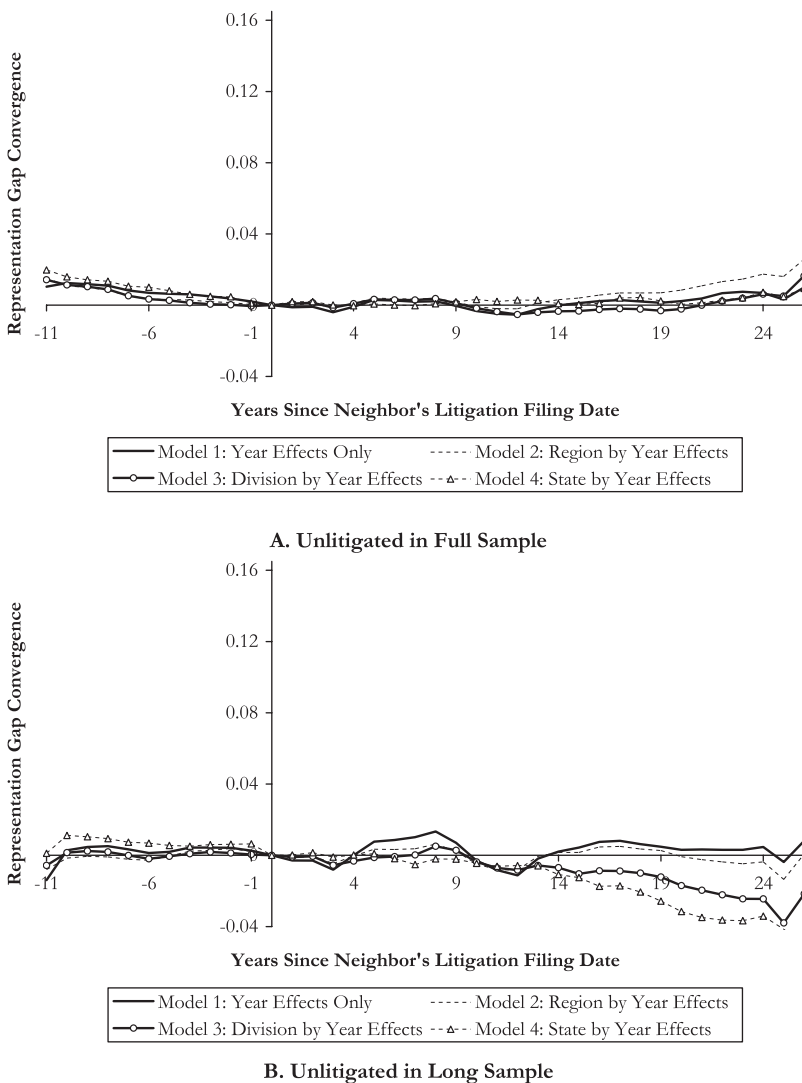 0.16
0.12
0.08
0.04
-0.04
-11 -6 -1 4 9 14 19 24
Representation Gap Convergence
Years Since Neighbor's Litigation Filing Date
Model 1: Year Effects Only Model 2: Region by Year Effects
Model 3: Division by Year Effects Model 4: State by Year Effects
A. Unlitigated in Full Sample
0.16
0.12
0.08
0.04
-0.04
-11 -6 -1 4 9 14 19 24
Representation Gap Convergence
Years Since Neighbor's Litigation Filing Date
Model 1: Year Effects Only Model 2: Region by Year Effects
Model 3: Division by Year Effects Model 4: State by Year Effects
B. Unlitigated in Long Sample